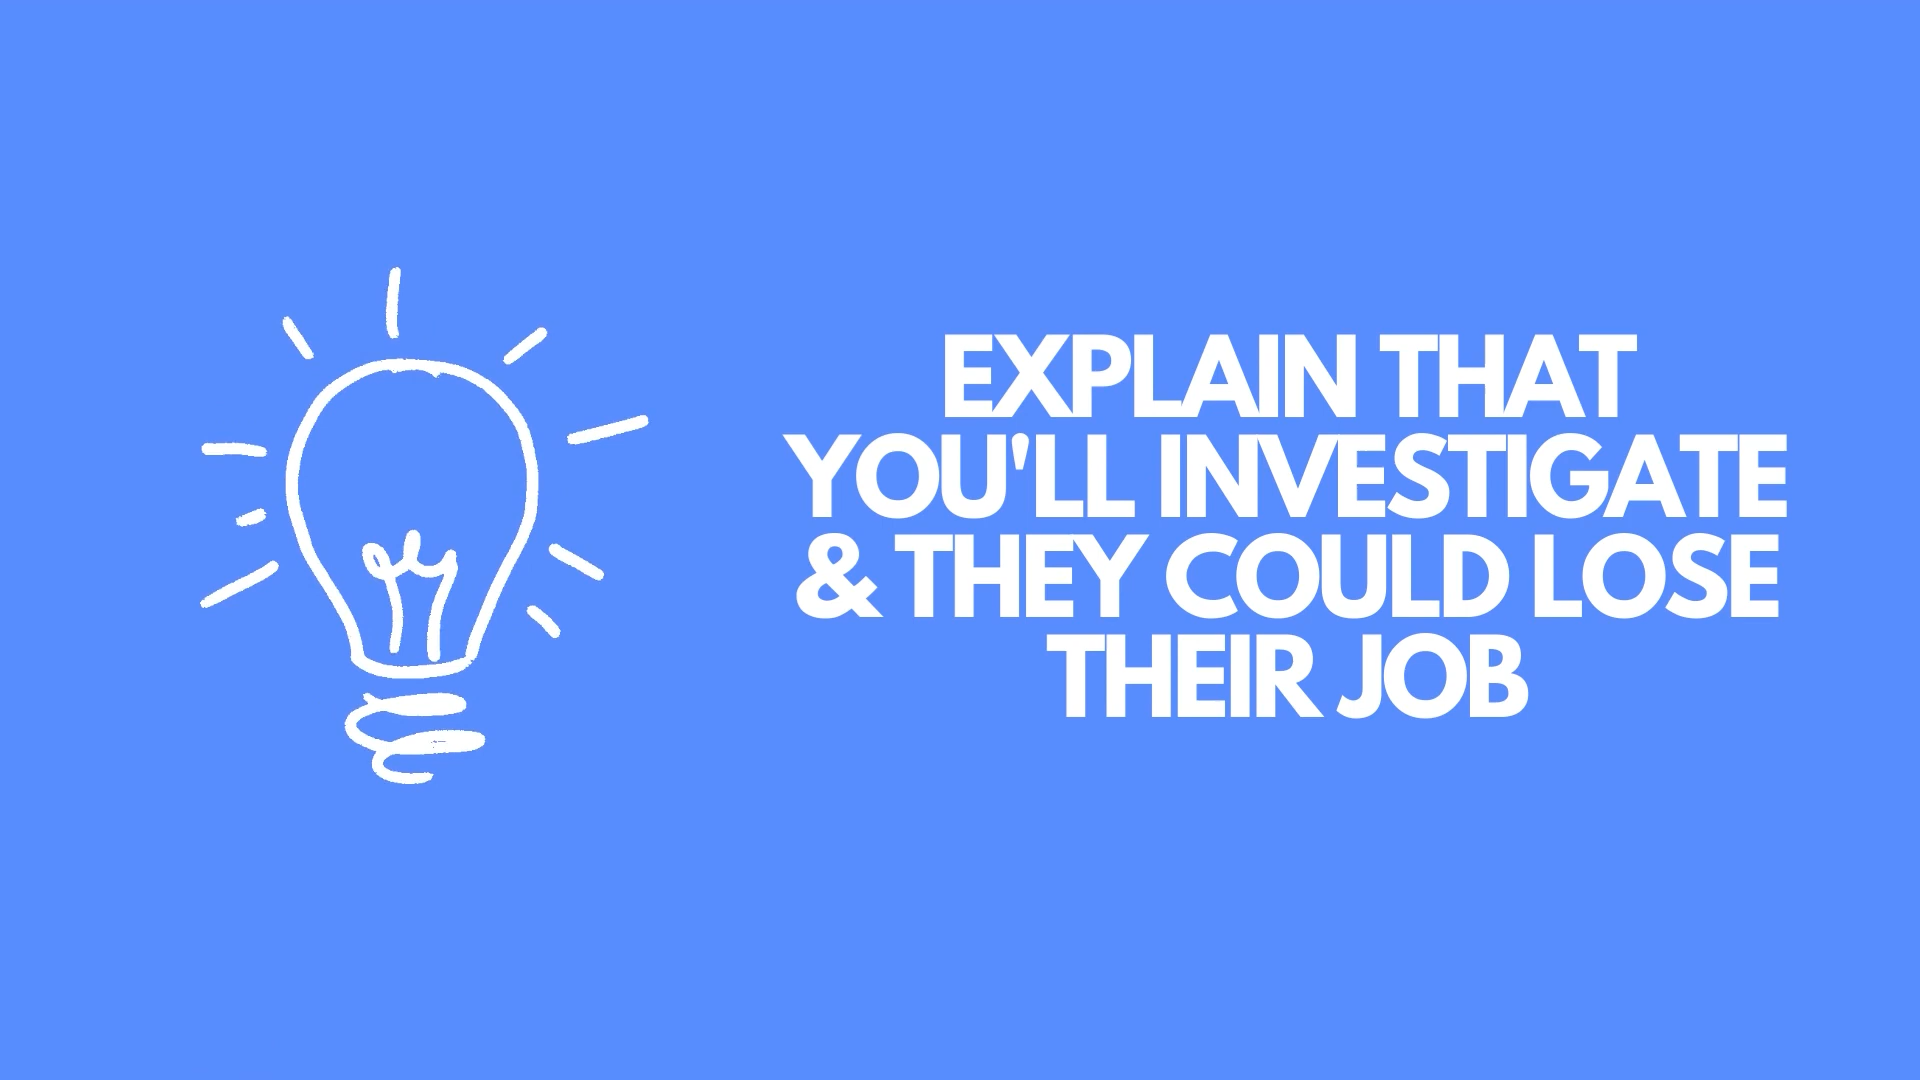 EXPLAIN THAT
YOU'LL INVESTIGATE
& THEY COULD LOSE
THEIR JOB